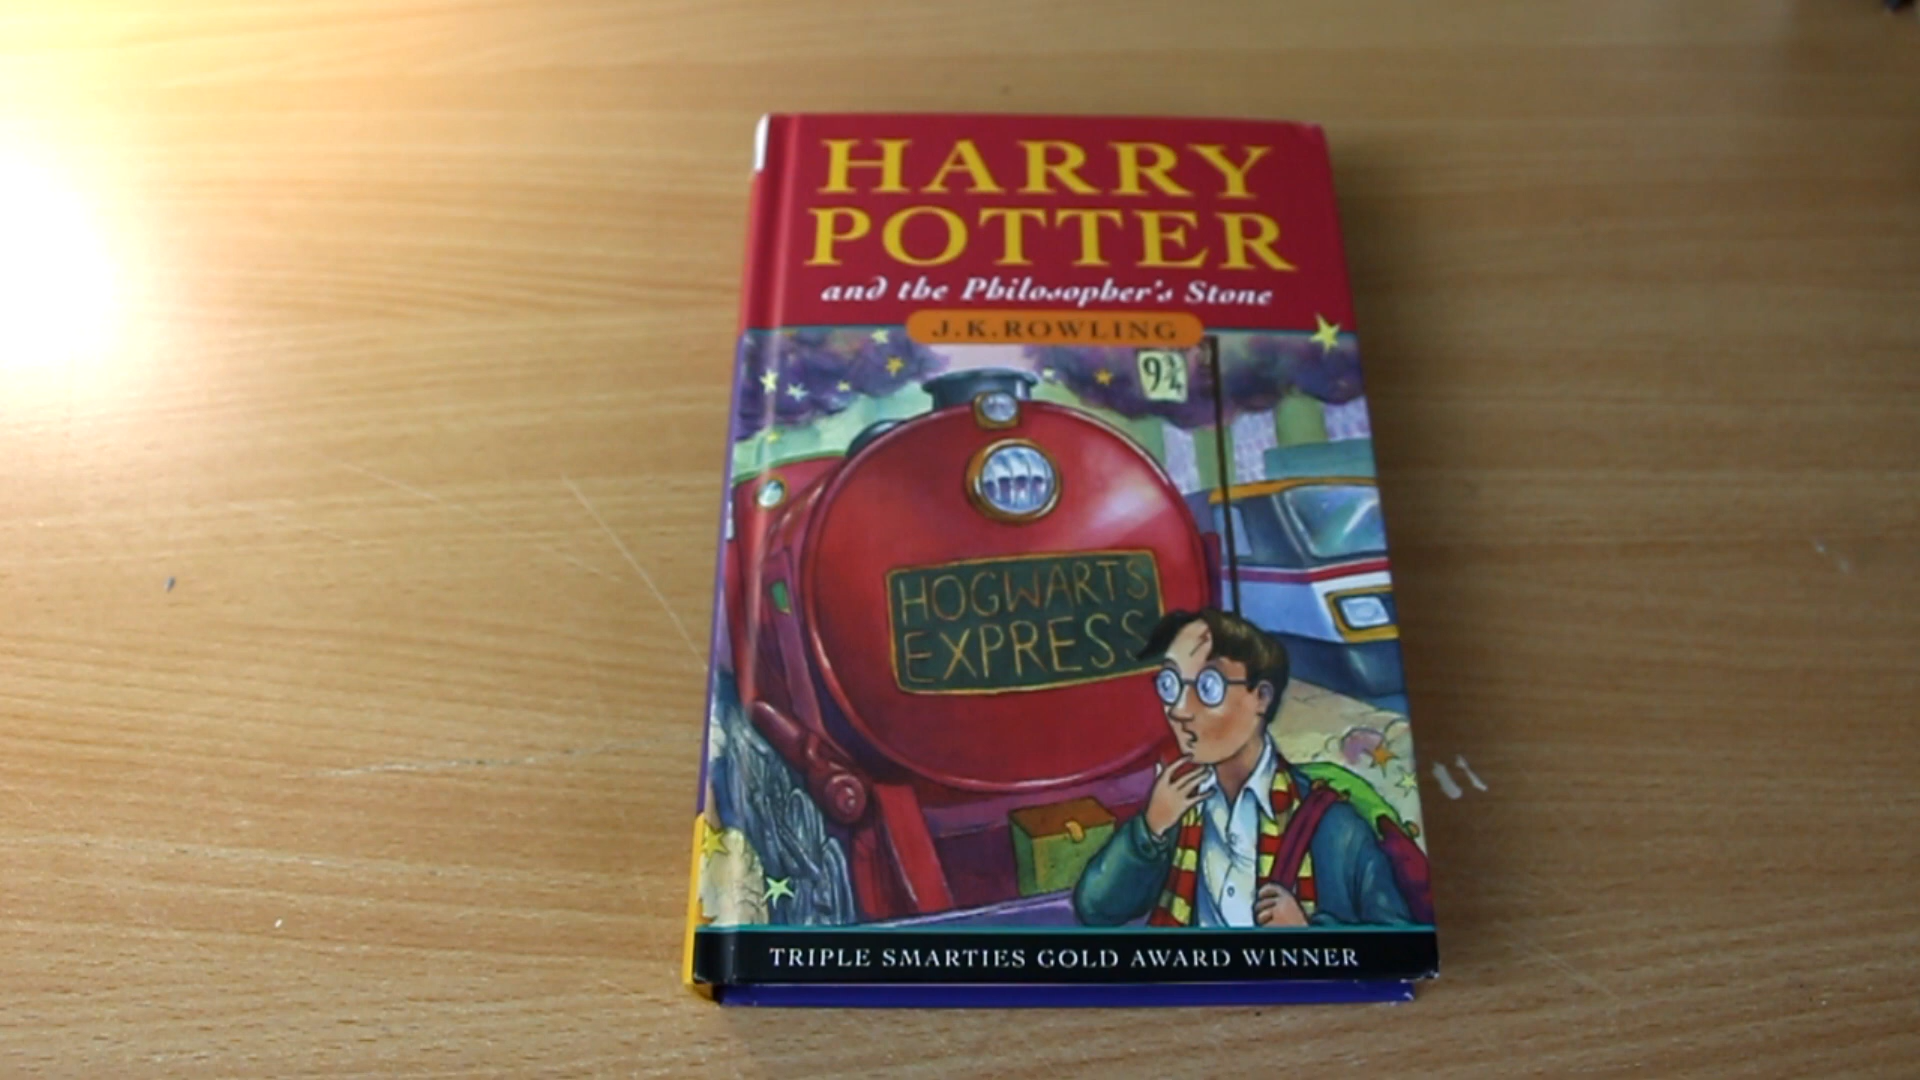 HARRY
POTTER
and the Philosopher's Stone
J.K.ROWLING
9¾
HOGWARTS
EXPRESS
TRIPLE SMARTIES GOLD AWARD WINNER